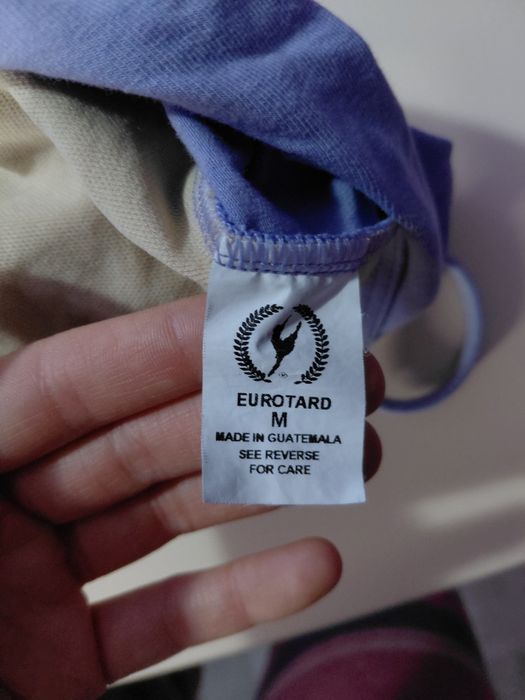 EUROTARD
M
MADE IN GUATEMALA
SEE REVERSE
FOR CARE